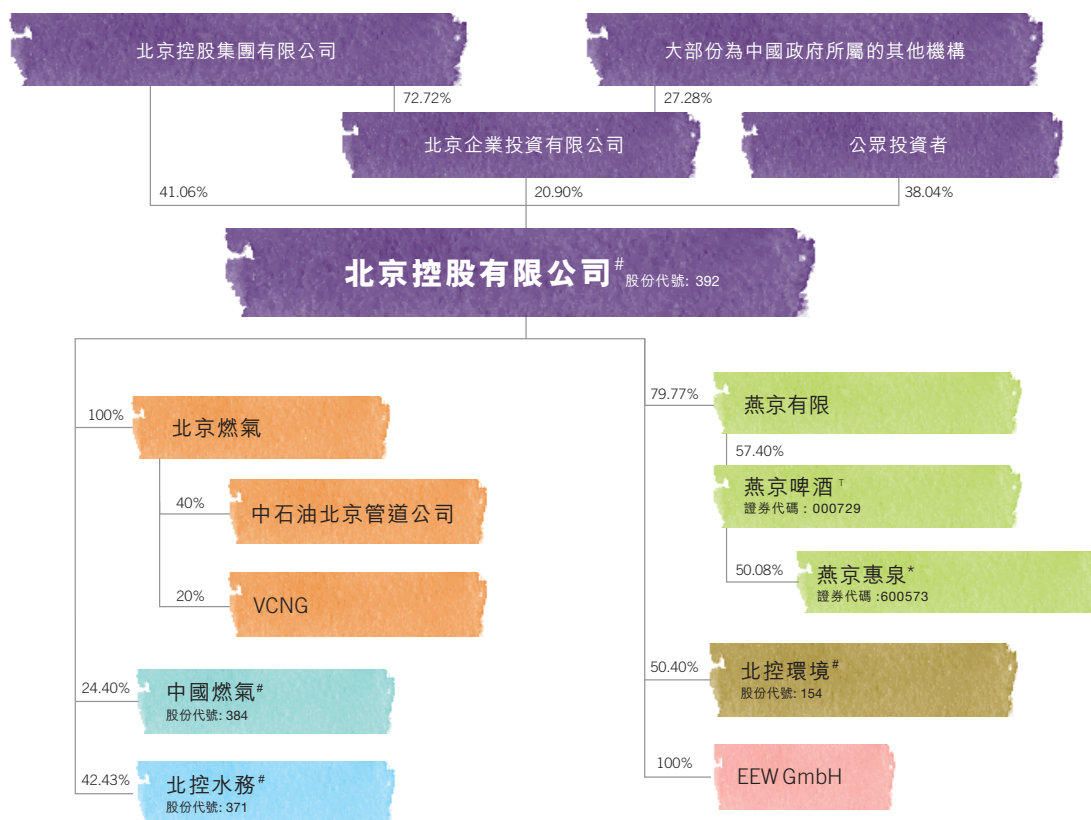 北京控股集團有限公司
大部份為中國政府所屬的其他機構
72.72%
27.28%
北京企業投資有限公司
公眾投資者
41.06%
20.90%
38.04%
北京控股有限公司#
股份代號: 392
100%
北京燃氣
40%
中石油北京管道公司
20%
VCNG
24.40%
中國燃氣#
股份代號: 384
42.43%
北控水務#
股份代號: 371
79.77%
燕京有限
57.40%
燕京啤酒T
證券代碼 : 000729
50.08%
燕京惠泉*
證券代碼 :600573
50.40%
北控環境#
股份代號: 154
100%
EEW GmbH